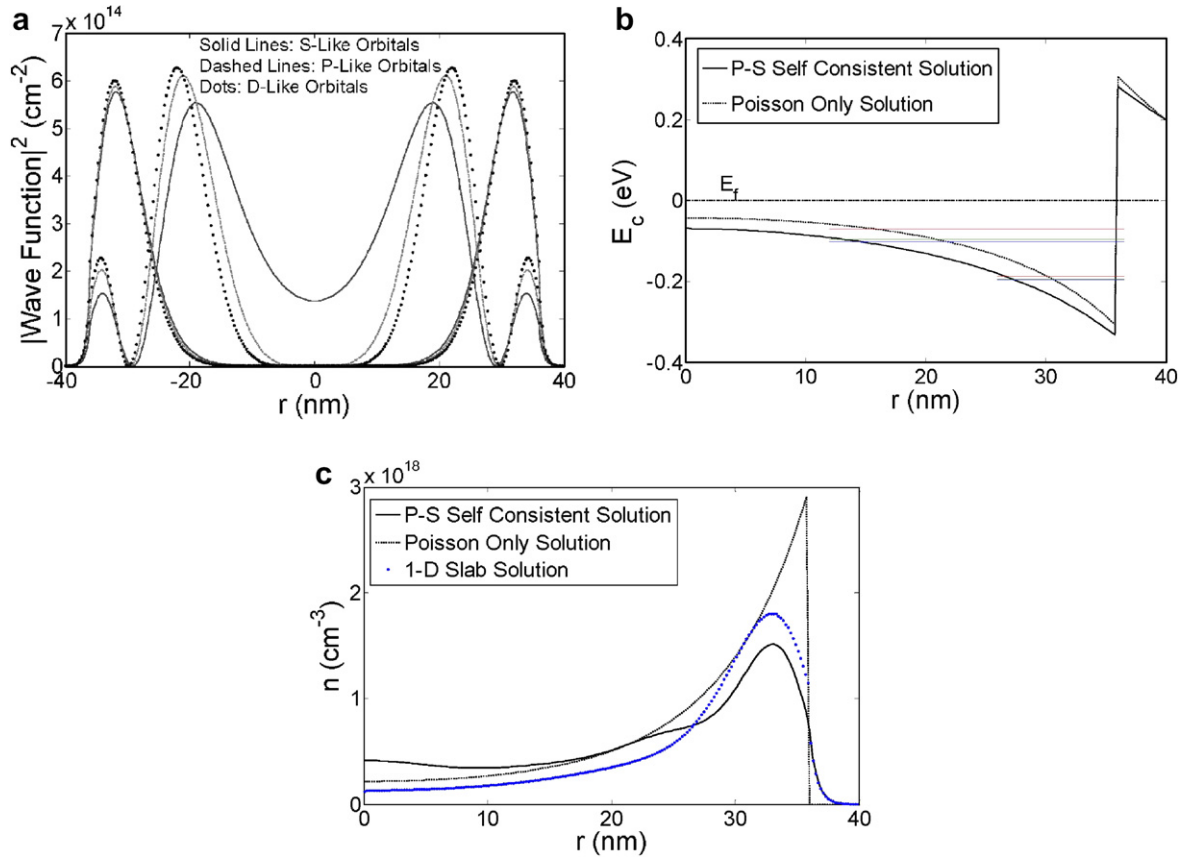 a
7 x 10^14
Solid Lines: S-Like Orbitals
Dashed Lines: P-Like Orbitals
Dots: D-Like Orbitals
6
5
4
3
2
1
0
-40 -20 0 20 40
|Wave Function|^2 (cm^-2)
r (nm)
b
0.4
0.2
0
-0.2
-0.4
P-S Self Consistent Solution
Poisson Only Solution
E_f
E_c (eV)
0 10 20 30 40
r (nm)
c
3 x 10^18
2
1
0
P-S Self Consistent Solution
Poisson Only Solution
1-D Slab Solution
n (cm^-3)
0 10 20 30 40
r (nm)